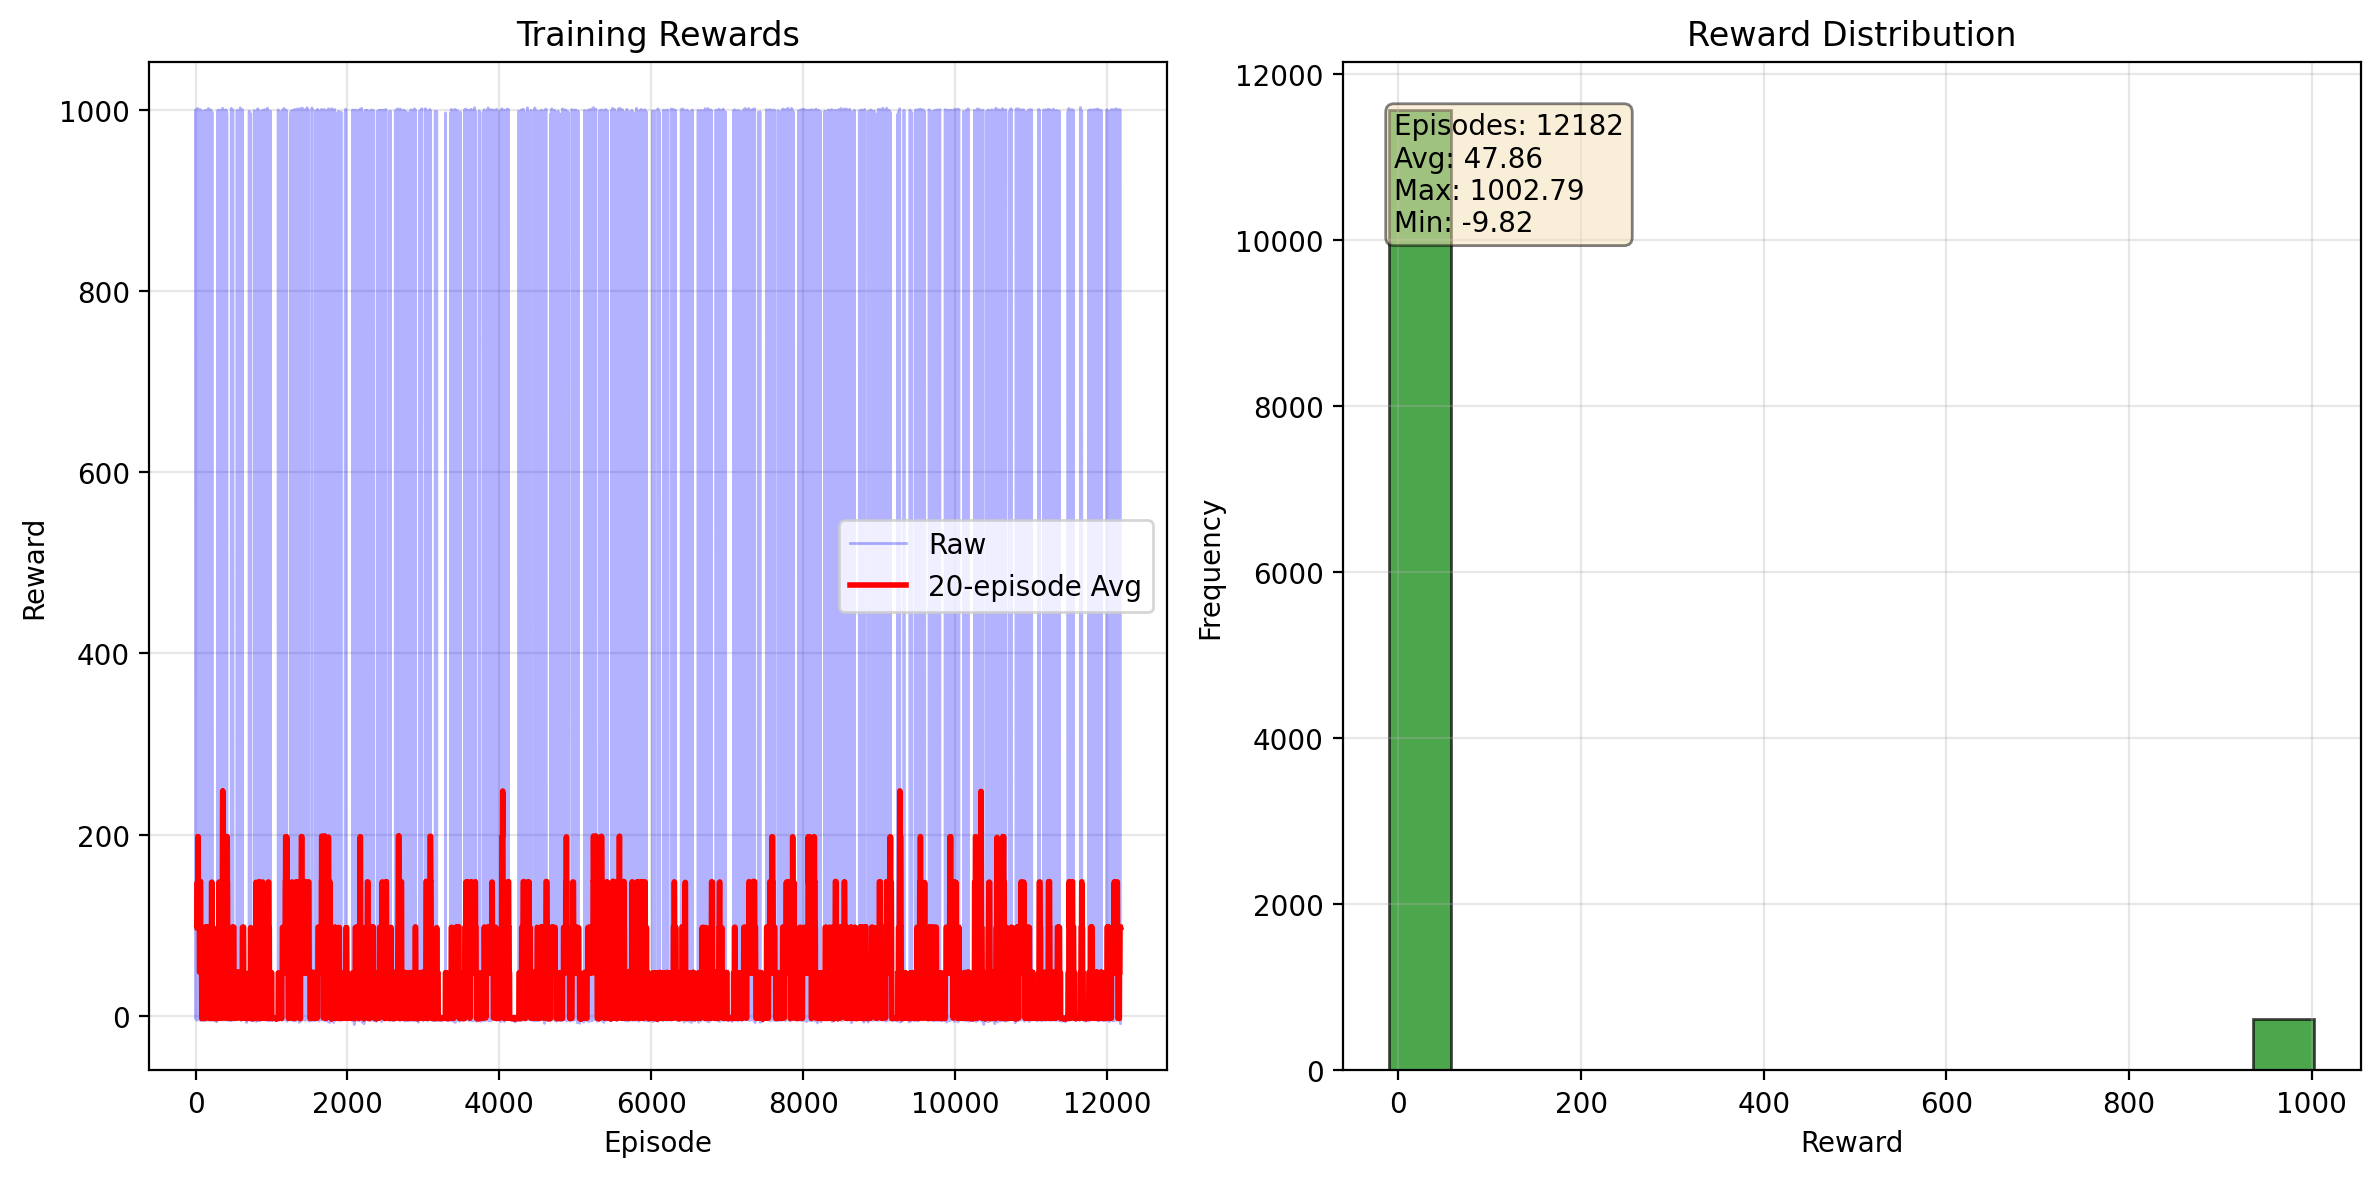 Training Rewards
1000
800
600
400
200
0
Reward
0
2000
4000
6000
8000
10000
12000
Episode
Raw
20-episode Avg
Reward Distribution
12000
10000
8000
6000
4000
2000
0
Frequency
0
200
400
600
800
1000
Reward
Episodes: 12182
Avg: 47.86
Max: 1002.79
Min: -9.82